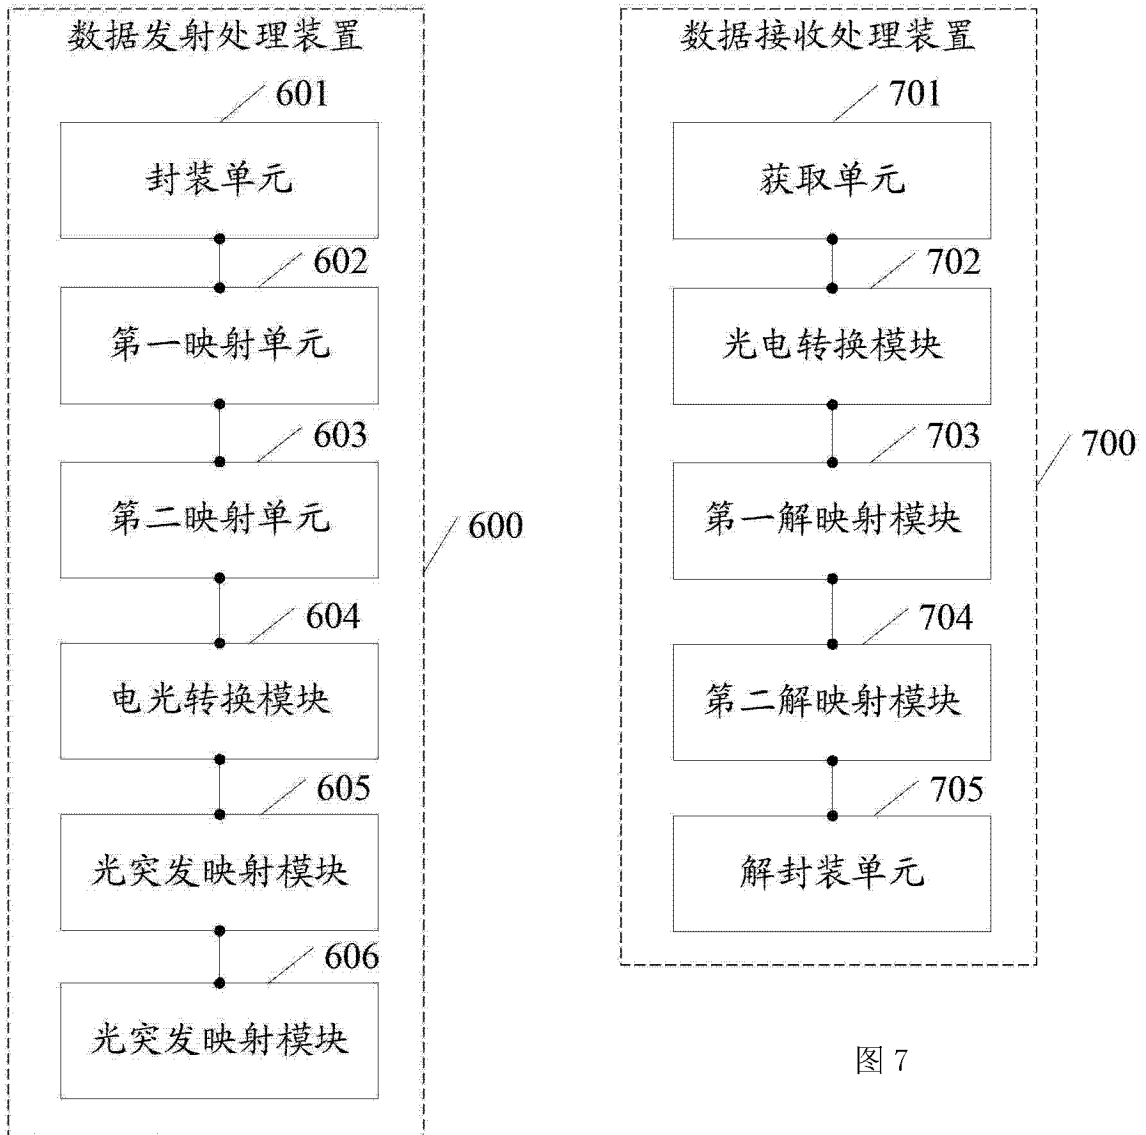 数据发射处理装置
601
封装单元
602
第一映射单元
603
第二映射单元
600
604
电光转换模块
605
光突发映射模块
606
光突发映射模块
数据接收处理装置
701
获取单元
702
光电转换模块
703
第一解映射模块
700
704
第二解映射模块
705
解封装单元
图 7